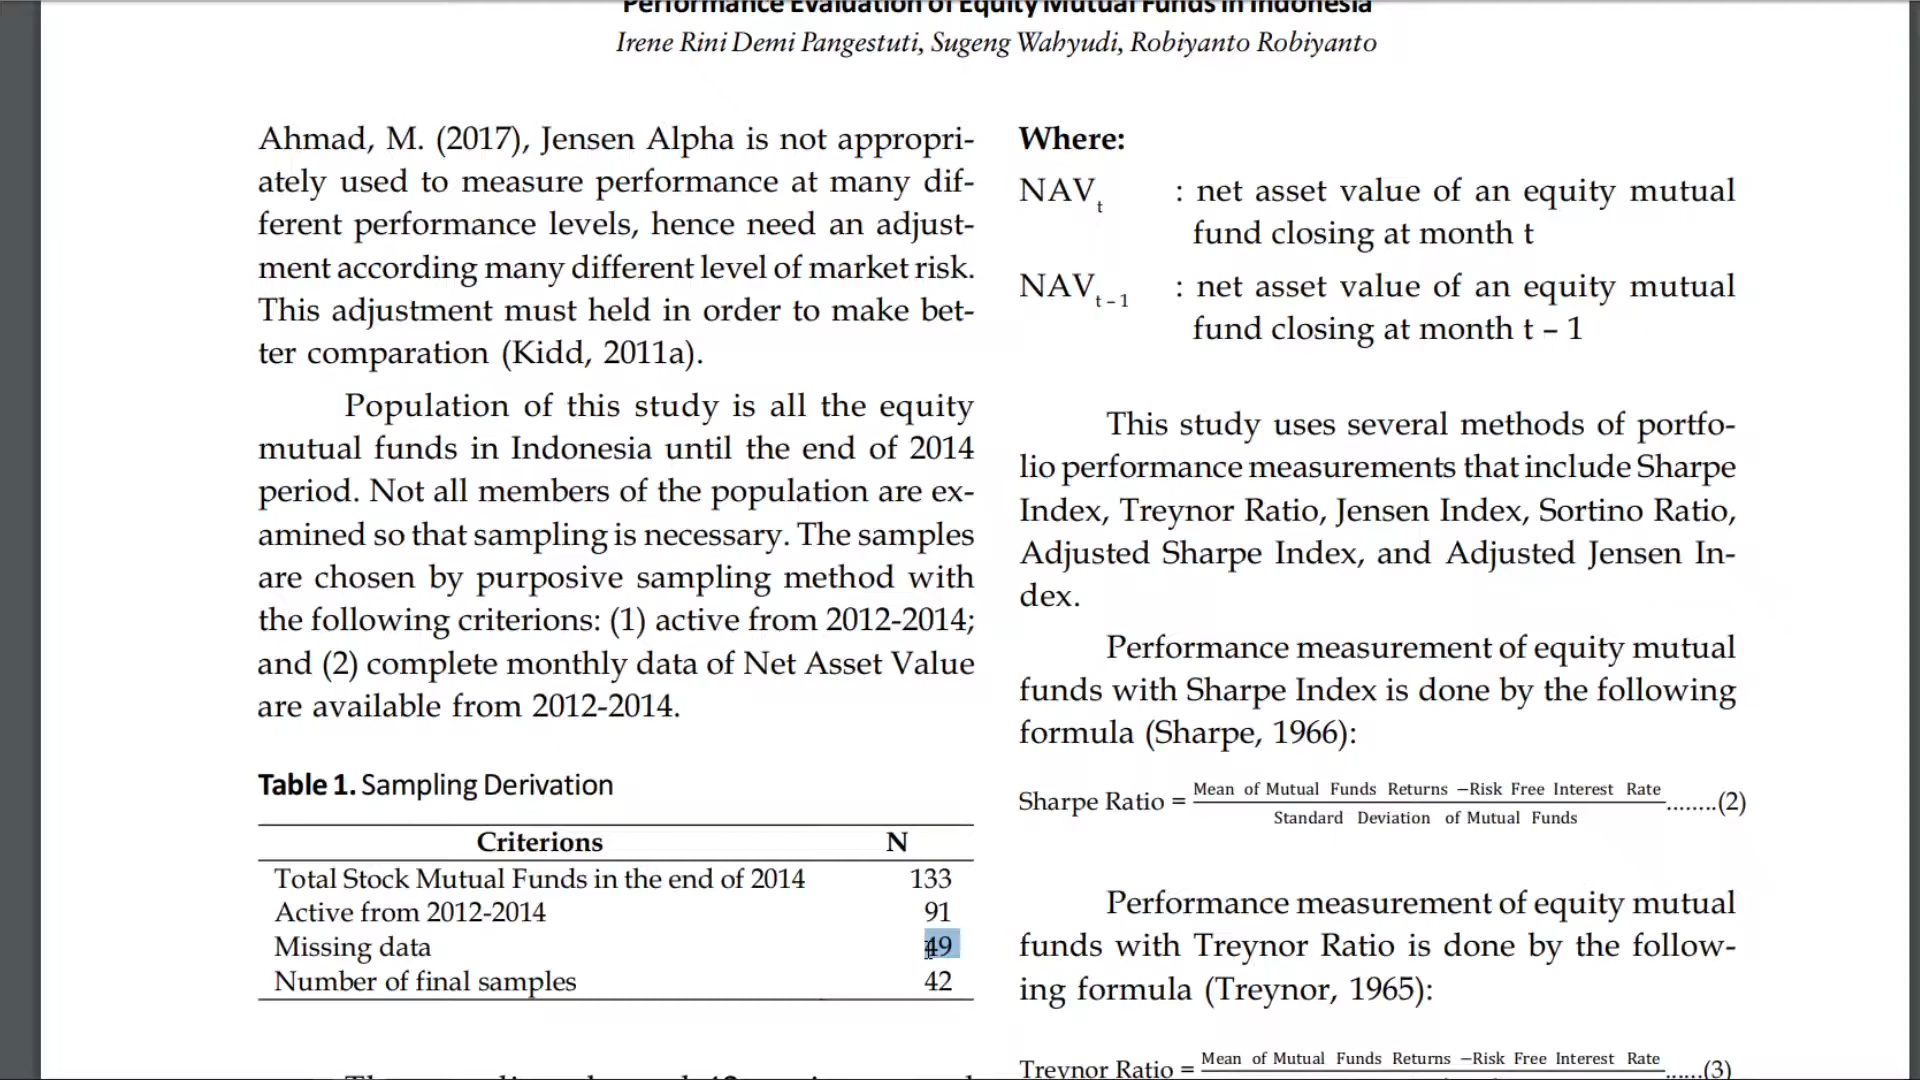 Performance Evaluation of Equity Mutual Funds in Indonesia
Irene Rini Demi Pangestuti, Sugeng Wahyudi, Robiyanto Robiyanto
Ahmad, M. (2017), Jensen Alpha is not appropri-
ately used to measure performance at many dif-
ferent performance levels, hence need an adjust-
ment according many different level of market risk.
This adjustment must held in order to make bet-
ter comparation (Kidd, 2011a).
Population of this study is all the equity
mutual funds in Indonesia until the end of 2014
period. Not all members of the population are ex-
amined so that sampling is necessary. The samples
are chosen by purposive sampling method with
the following criterions: (1) active from 2012-2014;
and (2) complete monthly data of Net Asset Value
are available from 2012-2014.
Table 1. Sampling Derivation
Criterions N
Total Stock Mutual Funds in the end of 2014 133
Active from 2012-2014 91
Missing data 49
Number of final samples 42
Where:
NAV t : net asset value of an equity mutual
fund closing at month t
NAV t – 1 : net asset value of an equity mutual
fund closing at month t – 1
This study uses several methods of portfo-
lio performance measurements that include Sharpe
Index, Treynor Ratio, Jensen Index, Sortino Ratio,
Adjusted Sharpe Index, and Adjusted Jensen In-
dex.
Performance measurement of equity mutual
funds with Sharpe Index is done by the following
formula (Sharpe, 1966):
Sharpe Ratio = Mean of Mutual Funds Returns −Risk Free Interest Rate ........(2)
Standard Deviation of Mutual Funds
Performance measurement of equity mutual
funds with Treynor Ratio is done by the follow-
ing formula (Treynor, 1965):
Treynor Ratio = Mean of Mutual Funds Returns −Risk Free Interest Rate ......(3)